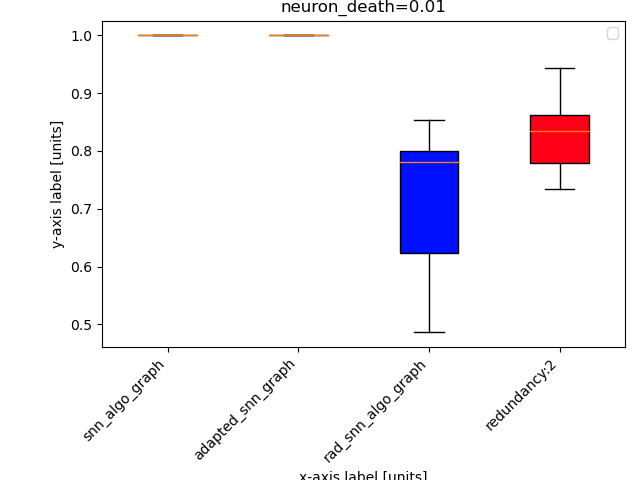 neuron_death=0.01
y-axis label [units]
1.0
0.9
0.8
0.7
0.6
0.5
snn_algo_graph
adapted_snn_graph
rad_snn_algo_graph
redundancy:2
x-axis label [units]